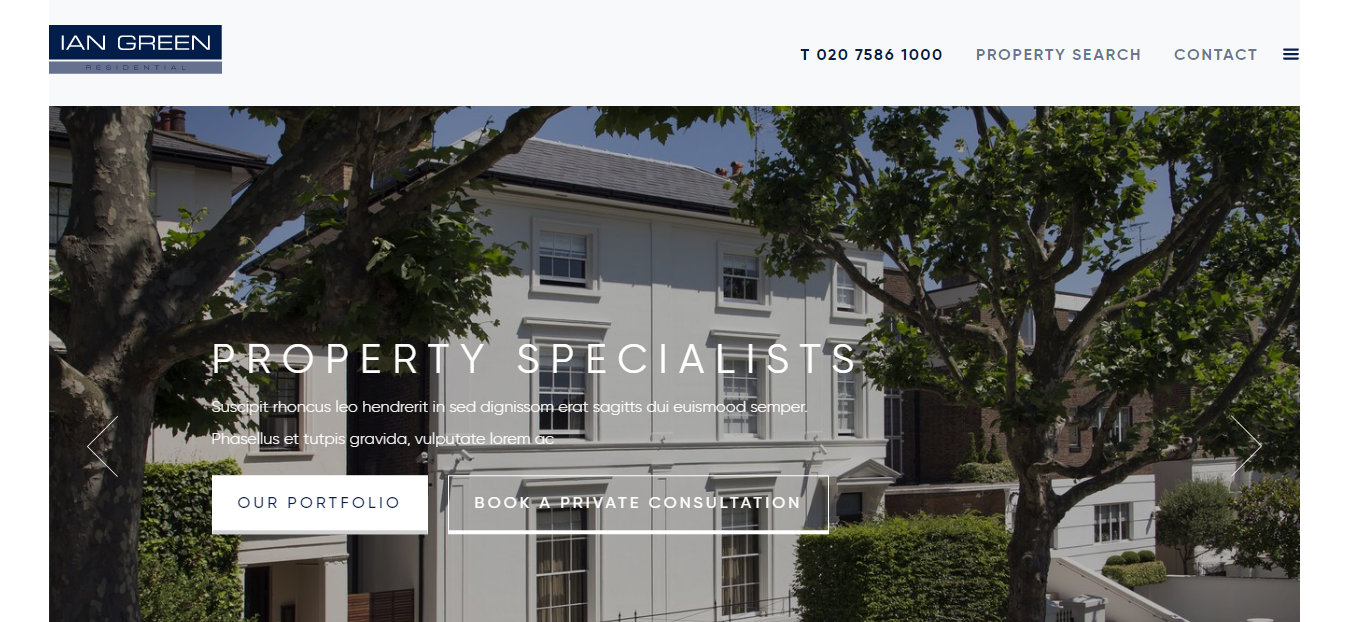 IAN GREEN
RESIDENTIAL
T 020 7586 1000 PROPERTY SEARCH CONTACT
PROPERTY SPECIALISTS
Suscipit rhoncus leo hendrerit in sed dignissom erat sagitts dui euismood semper.
Phasellus et tutpis gravida, vulputate lorem ac
OUR PORTFOLIO BOOK A PRIVATE CONSULTATION